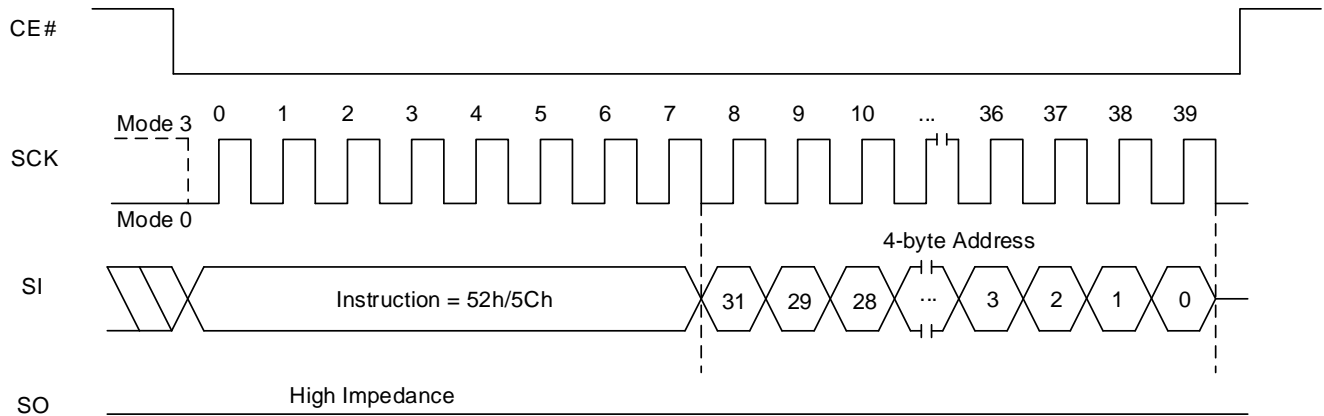 CE#
0 1 2 3 4 5 6 7 8 9 10 ... 36 37 38 39
Mode 3
SCK
Mode 0
4-byte Address
SI
Instruction = 52h/5Ch 31 29 28 ... 3 2 1 0
High Impedance
SO